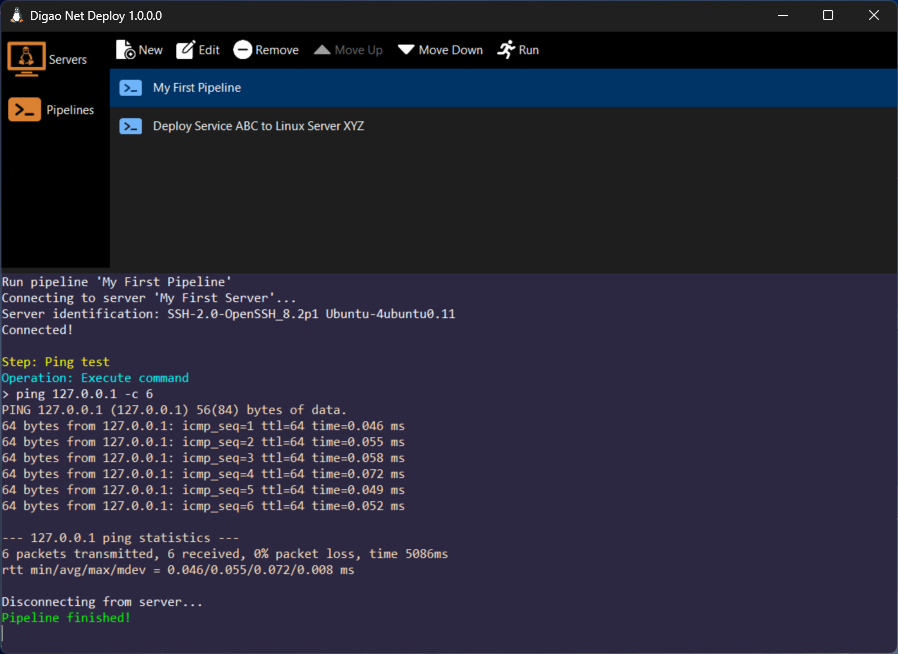 Digao Net Deploy 1.0.0.0
Servers
Pipelines
New Edit Remove Move Up Move Down Run
My First Pipeline
Deploy Service ABC to Linux Server XYZ
Run pipeline 'My First Pipeline'
Connecting to server 'My First Server'...
Server identification: SSH-2.0-OpenSSH_8.2p1 Ubuntu-4ubuntu0.11
Connected!
Step: Ping test
Operation: Execute command
> ping 127.0.0.1 -c 6
PING 127.0.0.1 (127.0.0.1) 56(84) bytes of data.
64 bytes from 127.0.0.1: icmp_seq=1 ttl=64 time=0.046 ms
64 bytes from 127.0.0.1: icmp_seq=2 ttl=64 time=0.055 ms
64 bytes from 127.0.0.1: icmp_seq=3 ttl=64 time=0.058 ms
64 bytes from 127.0.0.1: icmp_seq=4 ttl=64 time=0.072 ms
64 bytes from 127.0.0.1: icmp_seq=5 ttl=64 time=0.049 ms
64 bytes from 127.0.0.1: icmp_seq=6 ttl=64 time=0.052 ms
--- 127.0.0.1 ping statistics ---
6 packets transmitted, 6 received, 0% packet loss, time 5086ms
rtt min/avg/max/mdev = 0.046/0.055/0.072/0.008 ms
Disconnecting from server...
Pipeline finished!